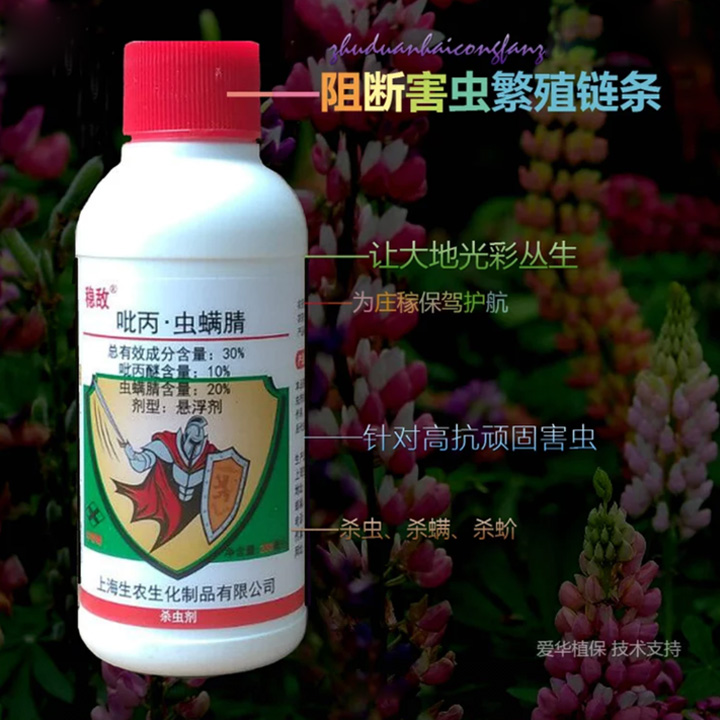 zhuduanhaicongfanz
阻断害虫繁殖链条
让大地光彩丛生
为庄稼保驾护航
稳敌®
吡丙·虫螨腈
总有效成分含量：30%
吡丙醚含量：10%
虫螨腈含量：20%
剂型：悬浮剂
针对高抗顽固害虫
杀虫、杀螨、杀蚧
净含量：
上海生农生化制品有限公司
杀虫剂
爱华植保 技术支持